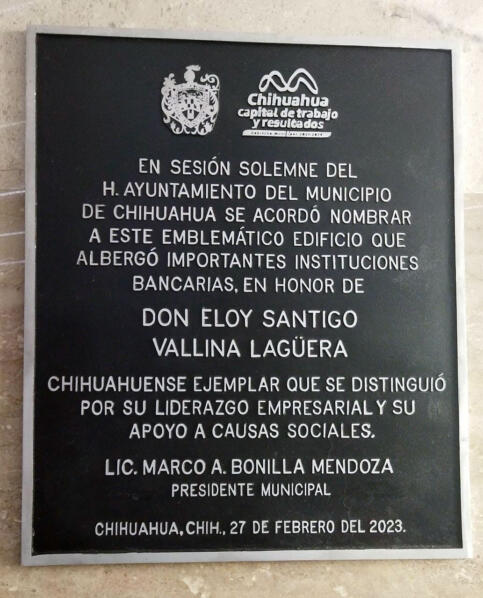 Chihuahua
capital de trabajo
y resultados
EN SESIÓN SOLEMNE DEL
H. AYUNTAMIENTO DEL MUNICIPIO
DE CHIHUAHUA SE ACORDÓ NOMBRAR
A ESTE EMBLEMÁTICO EDIFICIO QUE
ALBERGÓ IMPORTANTES INSTITUCIONES
BANCARIAS, EN HONOR DE
DON ELOY SANTIGO
VALLINA LAGÜERA
CHIHUAHUENSE EJEMPLAR QUE SE DISTINGUIÓ
POR SU LIDERAZGO EMPRESARIAL Y SU
APOYO A CAUSAS SOCIALES.
LIC. MARCO A. BONILLA MENDOZA
PRESIDENTE MUNICIPAL
CHIHUAHUA, CHIH., 27 DE FEBRERO DEL 2023.